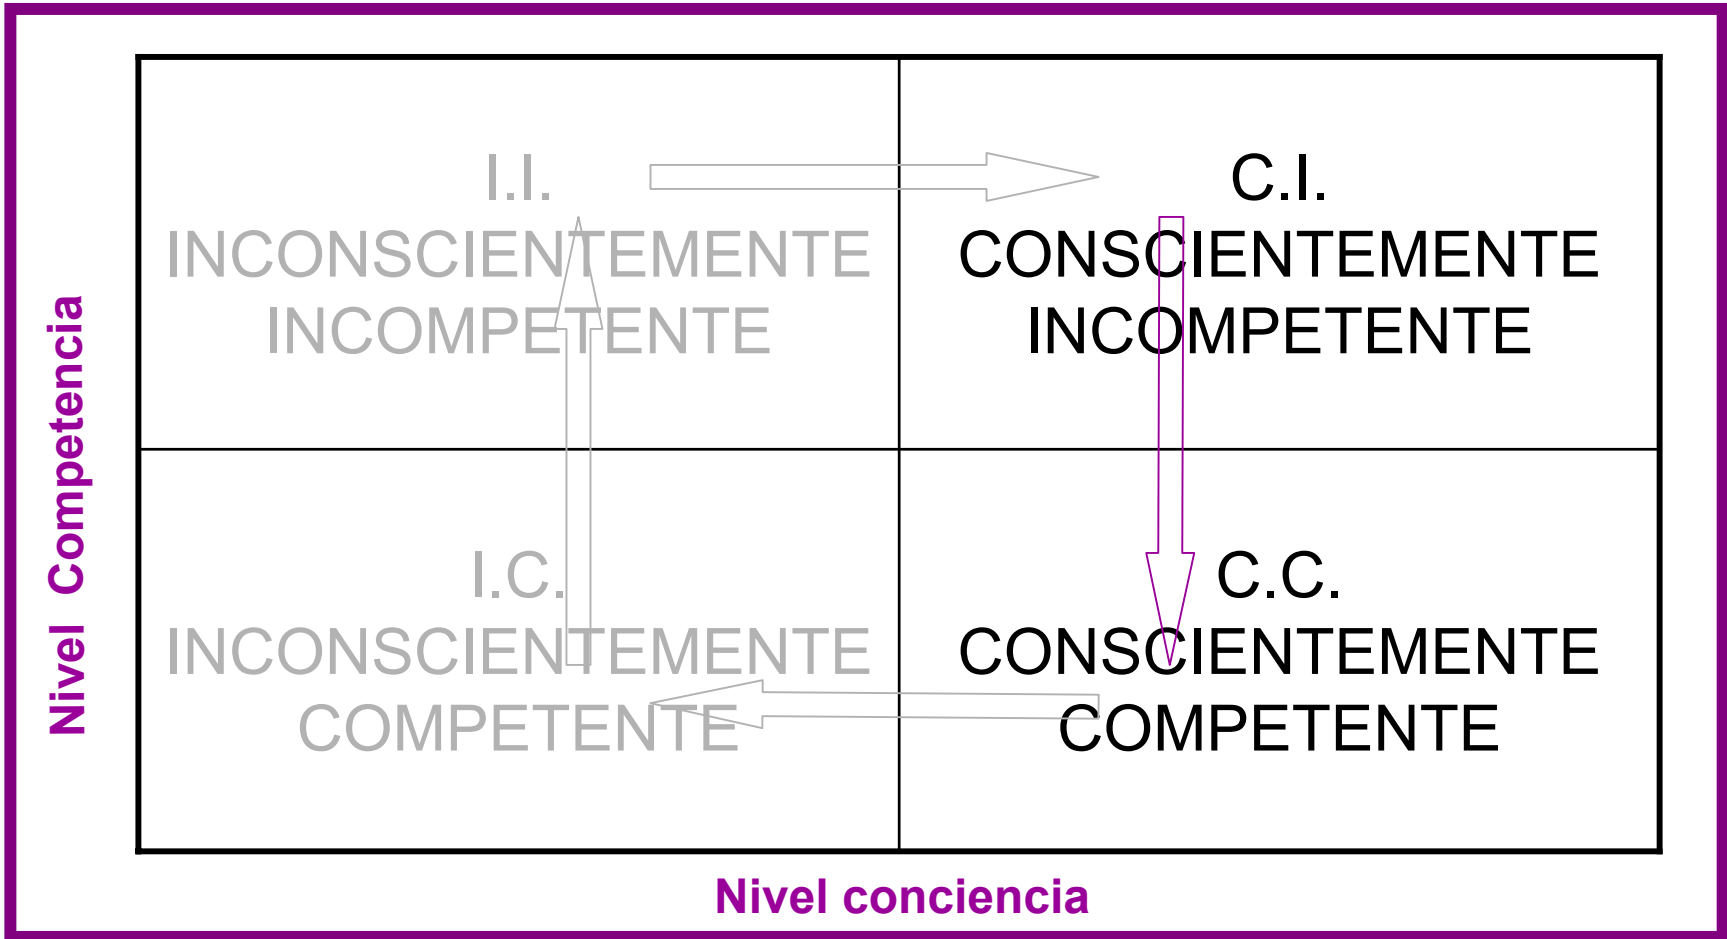 I.I.
INCONSCIENTEMENTE
INCOMPETENTE
C.I.
CONSCIENTEMENTE
INCOMPETENTE
Nivel Competencia
I.C.
INCONSCIENTEMENTE
COMPETENTE
C.C.
CONSCIENTEMENTE
COMPETENTE
Nivel conciencia